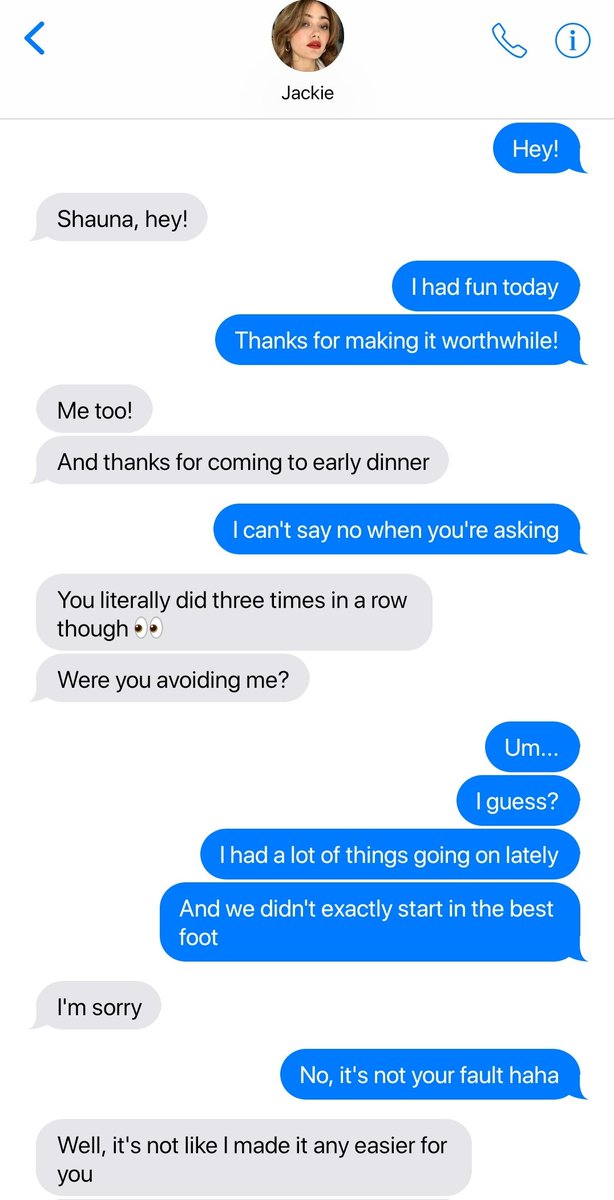 Jackie
Hey!
Shauna, hey!
I had fun today
Thanks for making it worthwhile!
Me too!
And thanks for coming to early dinner
I can't say no when you're asking
You literally did three times in a row
though 👀
Were you avoiding me?
Um...
I guess?
I had a lot of things going on lately
And we didn't exactly start in the best
foot
I'm sorry
No, it's not your fault haha
Well, it's not like I made it any easier for
you